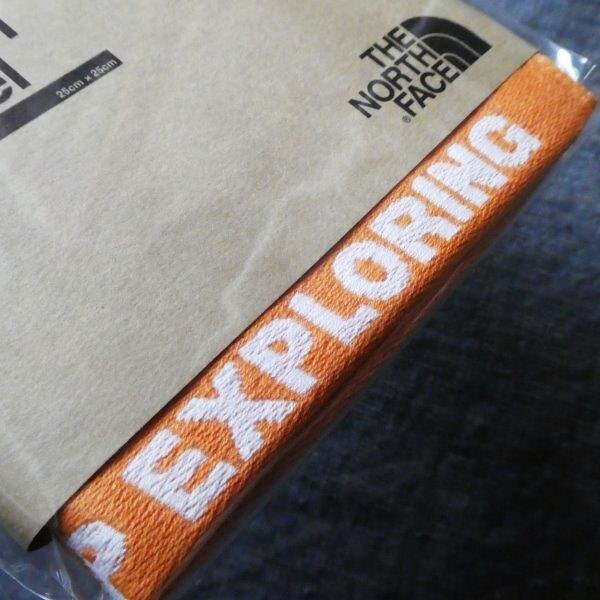 25cm × 25cm
THE
NORTH
FACE
®
EXPLORING